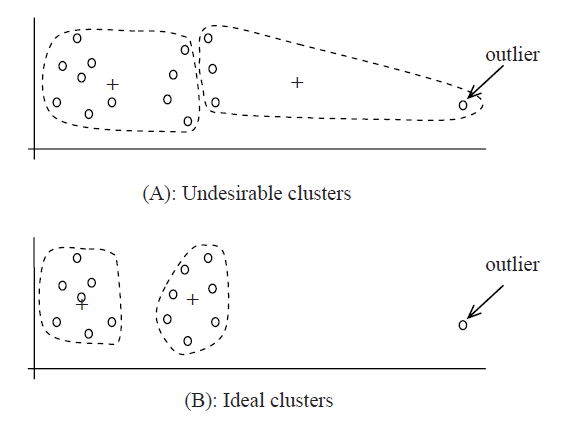 outlier
(A): Undesirable clusters
outlier
(B): Ideal clusters